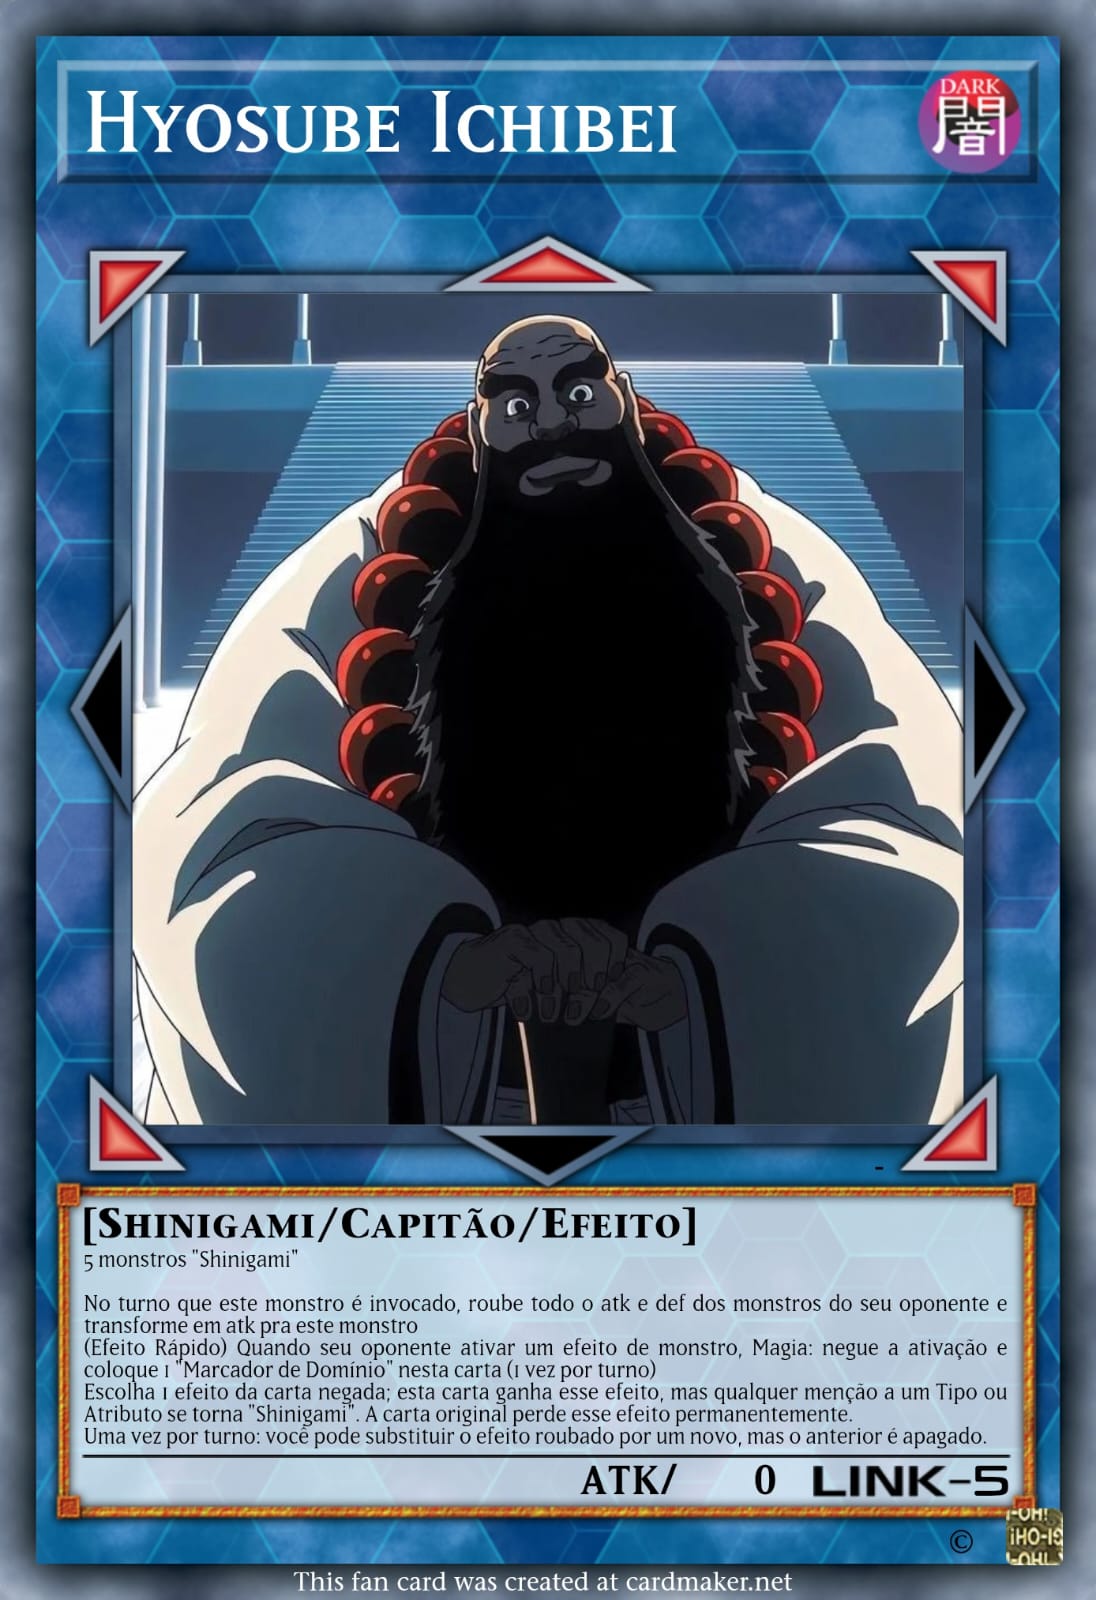 Hyosube Ichibei
DARK
闇
-
[Shinigami/Capitão/Efeito]
5 monstros "Shinigami"
No turno que este monstro é invocado, roube todo o atk e def dos monstros do seu oponente e
transforme em atk pra este monstro
(Efeito Rápido) Quando seu oponente ativar um efeito de monstro, Magia: negue a ativação e
coloque 1 "Marcador de Domínio" nesta carta (1 vez por turno)
Escolha 1 efeito da carta negada; esta carta ganha esse efeito, mas qualquer menção a um Tipo ou
Atributo se torna "Shinigami". A carta original perde esse efeito permanentemente.
Uma vez por turno: você pode substituir o efeito roubado por um novo, mas o anterior é apagado.
ATK/ 0 LINK-5
©
This fan card was created at cardmaker.net